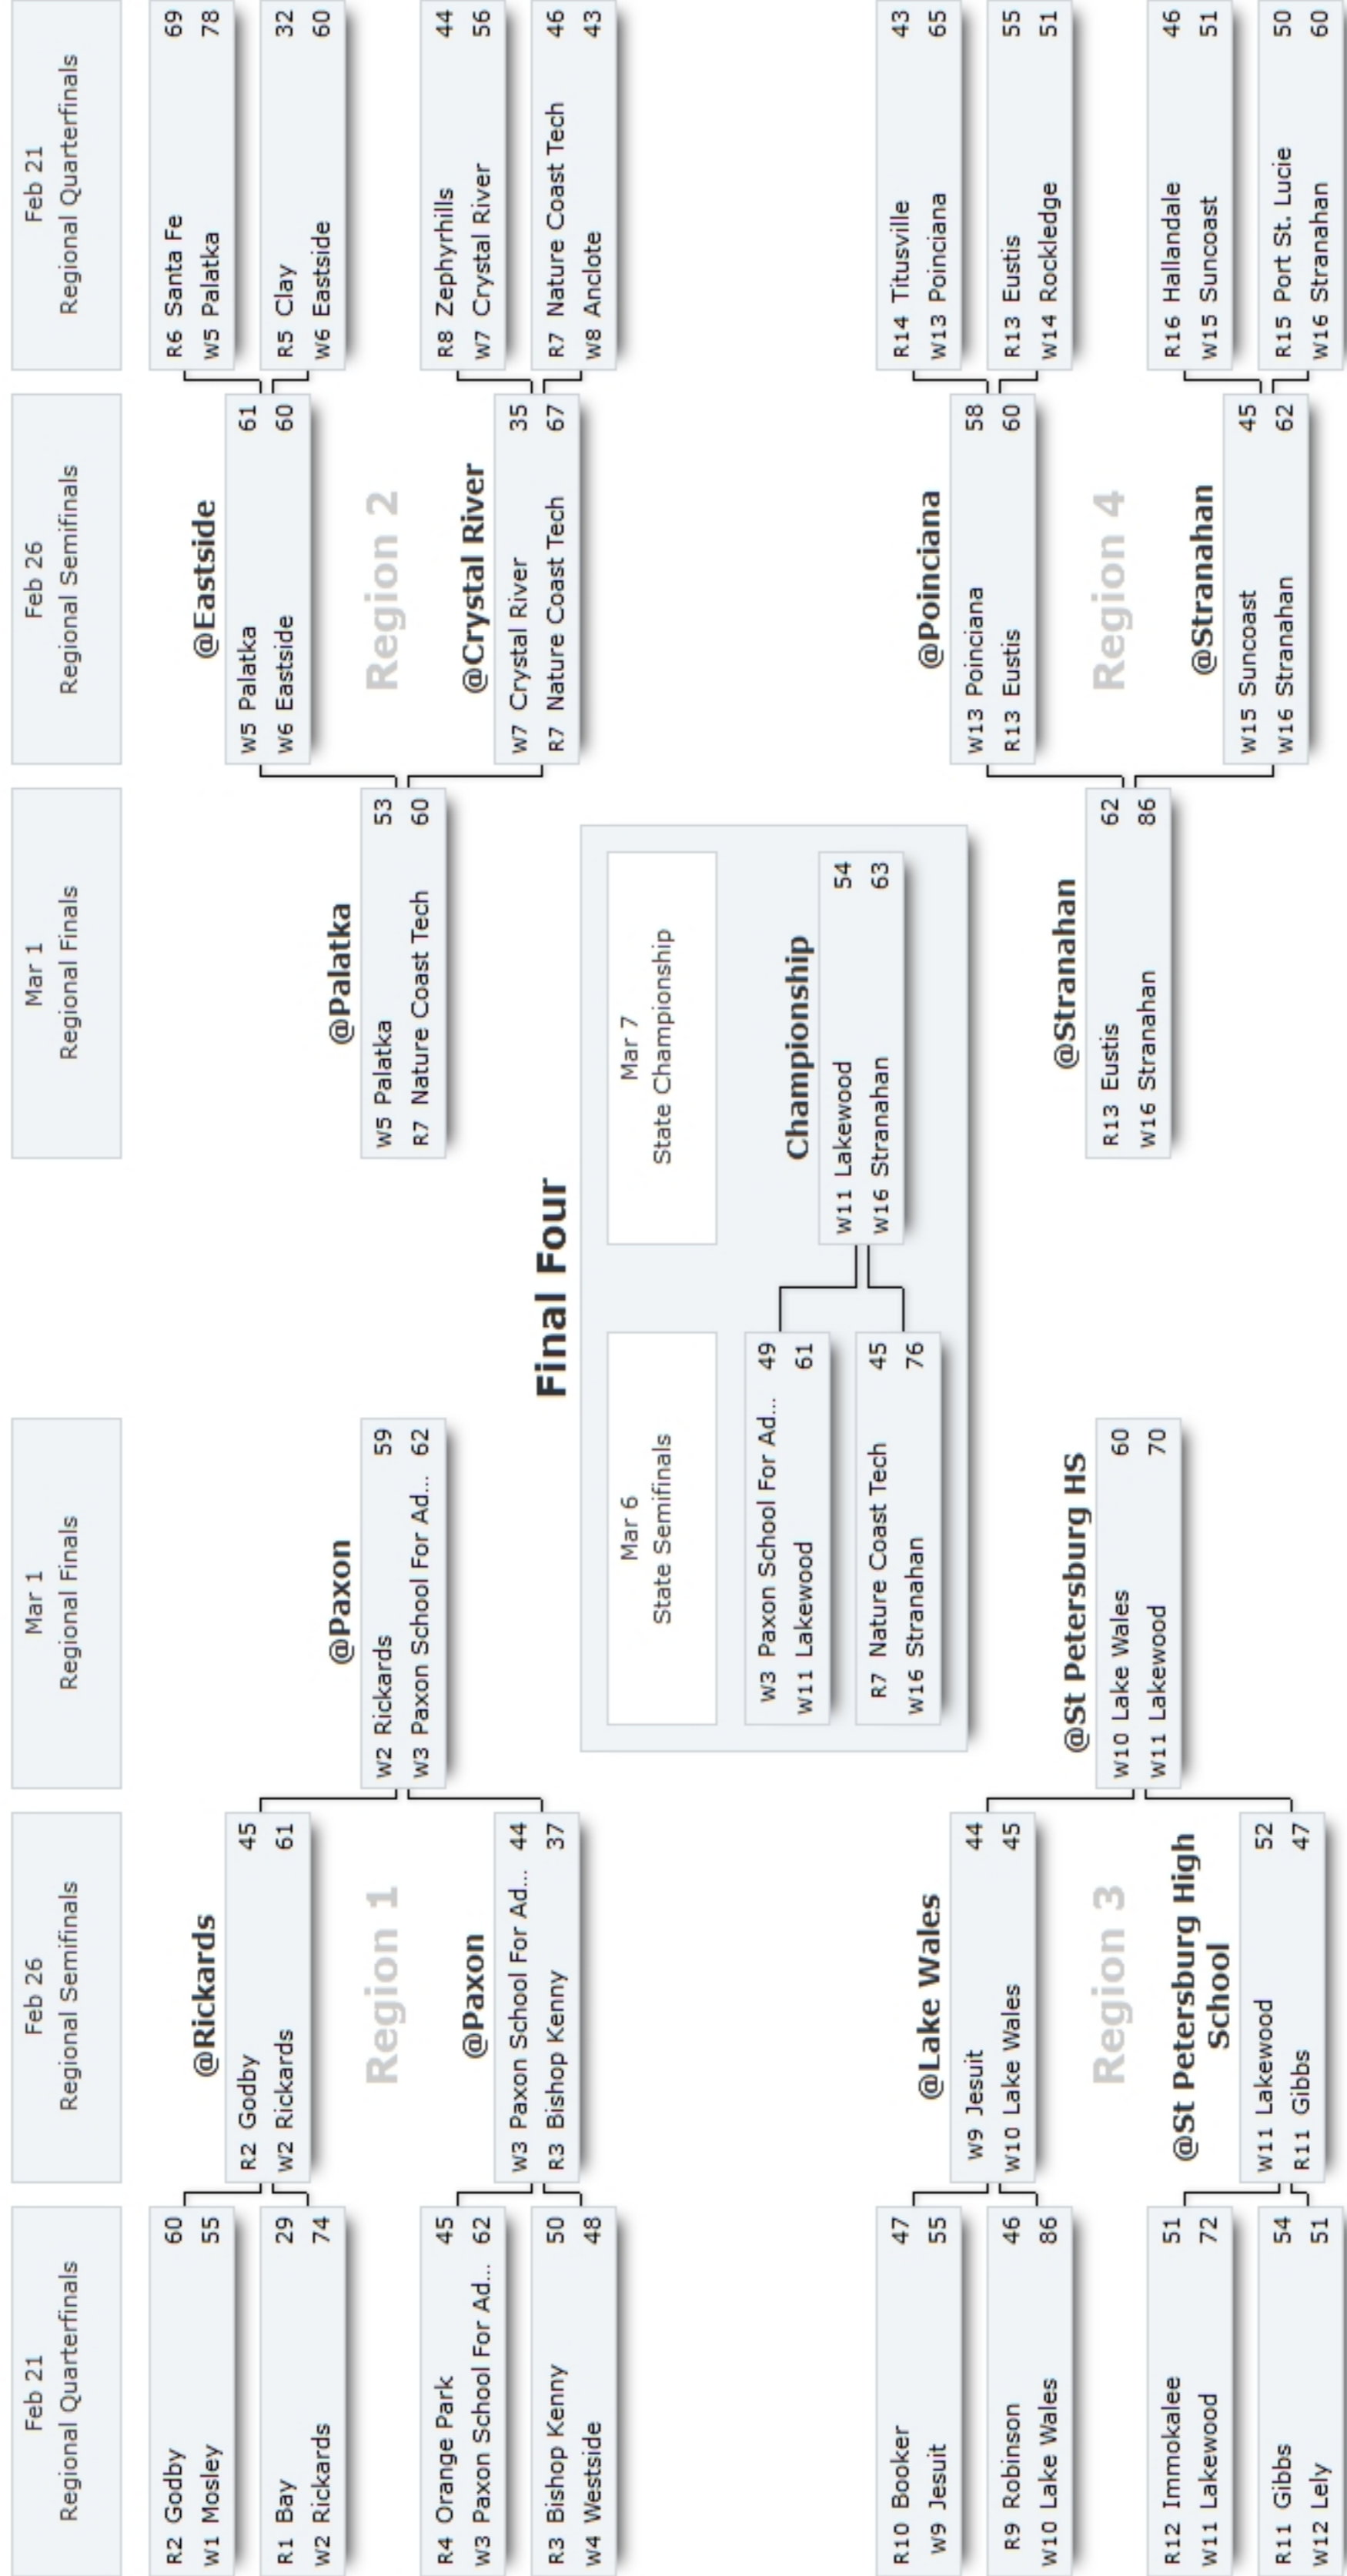 Feb 21
Regional Quarterfinals
Feb 26
Regional Semifinals
Mar 1
Regional Finals
Mar 1
Regional Finals
Feb 26
Regional Semifinals
Feb 21
Regional Quarterfinals
R2 Godby 60
W1 Mosley 55
R1 Bay 29
W2 Rickards 74
@Rickards
R2 Godby 45
W2 Rickards 61
Region 1
R4 Orange Park 45
W3 Paxon School For Ad... 62
R3 Bishop Kenny 50
W4 Westside 48
@Paxon
W3 Paxon School For Ad... 44
R3 Bishop Kenny 37
@Paxon
W2 Rickards 59
W3 Paxon School For Ad... 62
@Palatka
W5 Palatka 53
R7 Nature Coast Tech 60
@Eastside
W5 Palatka 61
W6 Eastside 60
Region 2
@Crystal River
W7 Crystal River 35
R7 Nature Coast Tech 67
R6 Santa Fe 69
W5 Palatka 78
R5 Clay 32
W6 Eastside 60
R8 Zephyrhills 44
W7 Crystal River 56
R7 Nature Coast Tech 46
W8 Anclote 43
Final Four
Mar 6
State Semifinals
Mar 7
State Championship
W3 Paxon School For Ad... 49
W11 Lakewood 61
R7 Nature Coast Tech 45
W16 Stranahan 76
Championship
W11 Lakewood 54
W16 Stranahan 63
R10 Booker 47
W9 Jesuit 55
R9 Robinson 46
W10 Lake Wales 86
@Lake Wales
W9 Jesuit 44
W10 Lake Wales 45
Region 3
R12 Immokalee 51
W11 Lakewood 72
R11 Gibbs 54
W12 Lely 51
@St Petersburg High
School
W11 Lakewood 52
R11 Gibbs 47
@St Petersburg HS
W10 Lake Wales 60
W11 Lakewood 70
@Stranahan
R13 Eustis 62
W16 Stranahan 86
@Poinciana
W13 Poinciana 58
R13 Eustis 60
Region 4
@Stranahan
W15 Suncoast 45
W16 Stranahan 62
R14 Titusville 43
W13 Poinciana 65
R13 Eustis 55
W14 Rockledge 51
R16 Hallandale 46
W15 Suncoast 51
R15 Port St. Lucie 50
W16 Stranahan 60